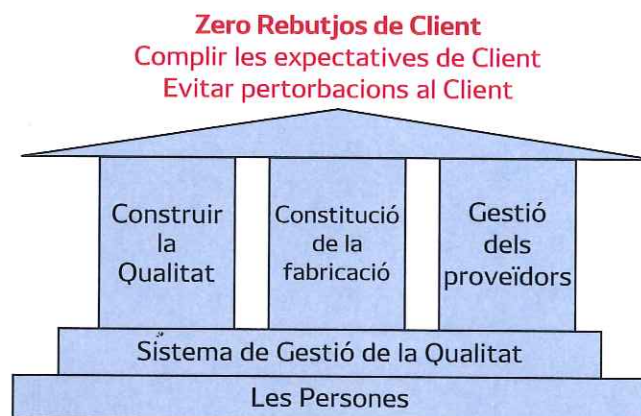 Zero Rebutjos de Client
Complir les expectatives de Client
Evitar pertorbacions al Client
Construir
la
Qualitat
Constitució
de la
fabricació
Gestió
dels
proveïdors
Sistema de Gestió de la Qualitat
Les Persones